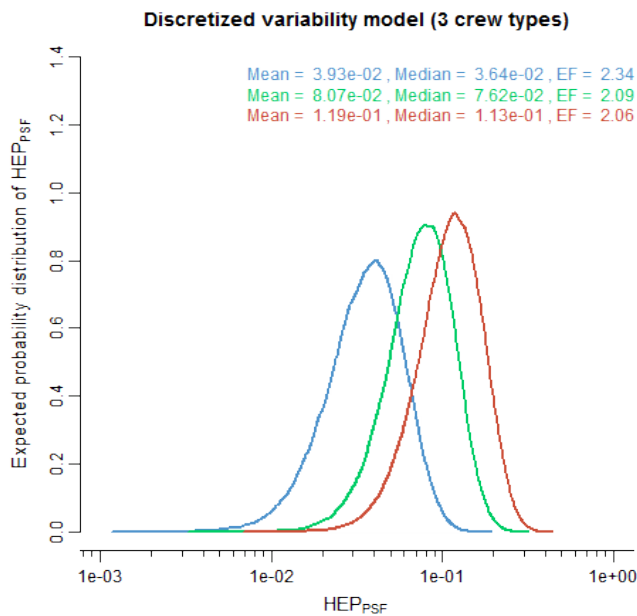 Discretized variability model (3 crew types)
Mean = 3.93e-02 , Median = 3.64e-02 , EF = 2.34
Mean = 8.07e-02 , Median = 7.62e-02 , EF = 2.09
Mean = 1.19e-01 , Median = 1.13e-01 , EF = 2.06
Expected probability distribution of HEPPSF
1.4
1.2
1.0
0.8
0.6
0.4
0.2
0.0
1e-03 1e-02 1e-01 1e+00
HEPPSF